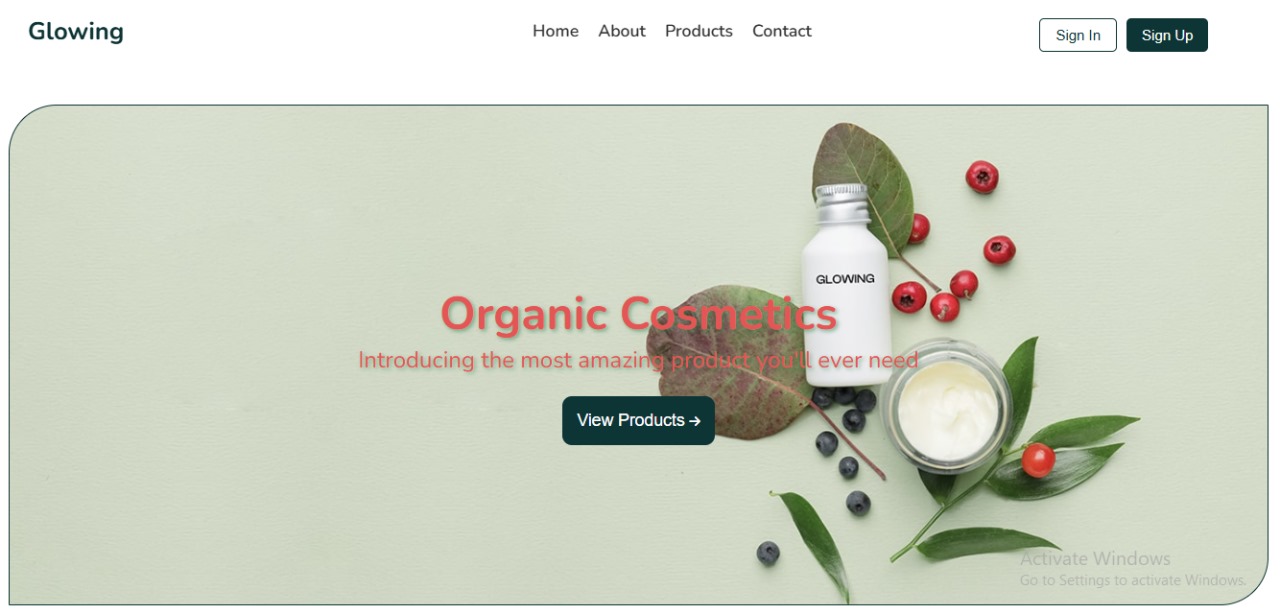 Glowing
Home About Products Contact
Sign In Sign Up
GLOWING
Organic Cosmetics
Introducing the most amazing product you'll ever need
View Products →
Activate Windows
Go to Settings to activate Windows.